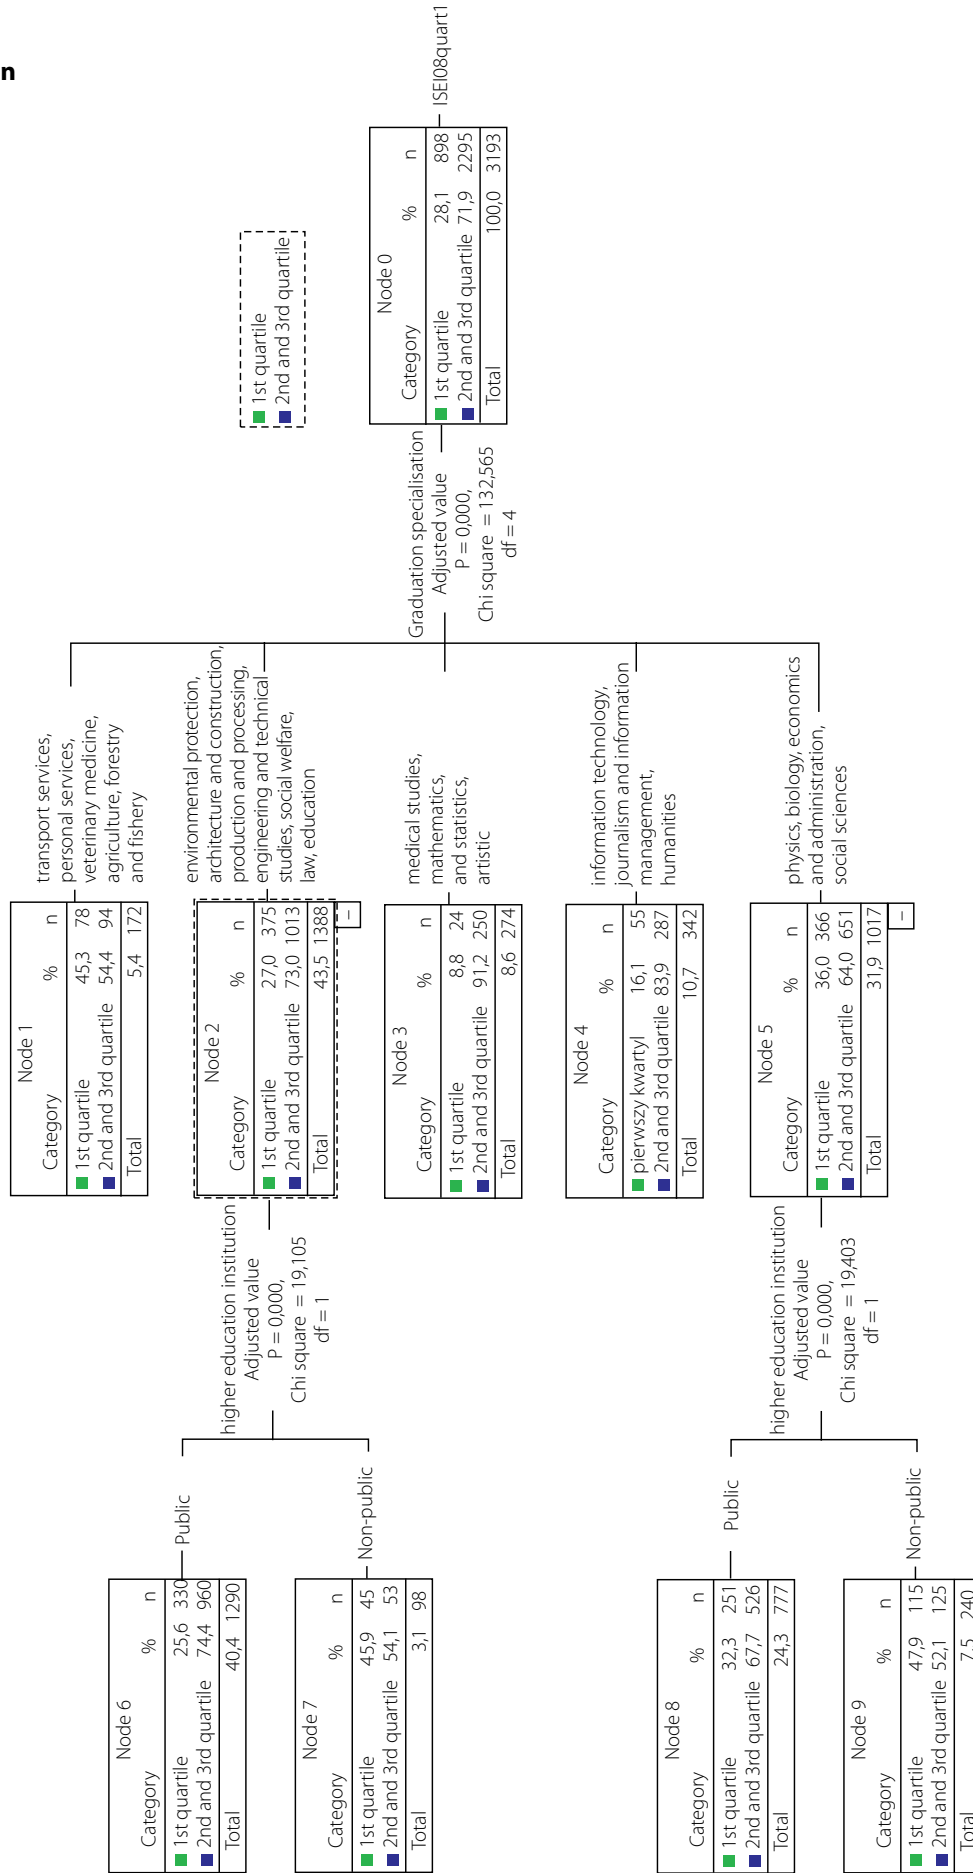 n
1st quartile
2nd and 3rd quartile
ISEI08quart1
Node 0
Category % n
1st quartile 28,1 898
2nd and 3rd quartile 71,9 2295
Total 100,0 3193
Graduation specialisation
Adjusted value
P = 0,000,
Chi square = 132,565
df = 4
transport services,
personal services,
veterinary medicine,
agriculture, forestry
and fishery
Node 1
Category % n
1st quartile 45,3 78
2nd and 3rd quartile 54,4 94
Total 5,4 172
environmental protection,
architecture and construction,
production and processing,
engineering and technical
studies, social welfare,
law, education
Node 2
Category % n
1st quartile 27,0 375
2nd and 3rd quartile 73,0 1013
Total 43,5 1388
–
medical studies,
mathematics,
and statistics,
artistic
Node 3
Category % n
1st quartile 8,8 24
2nd and 3rd quartile 91,2 250
Total 8,6 274
information technology,
journalism and information
management,
humanities
Node 4
Category % n
pierwszy kwartyl 16,1 55
2nd and 3rd quartile 83,9 287
Total 10,7 342
physics, biology, economics
and administration,
social sciences
Node 5
Category % n
1st quartile 36,0 366
2nd and 3rd quartile 64,0 651
Total 31,9 1017
–
higher education institution
Adjusted value
P = 0,000,
Chi square = 19,105
df = 1
Public
Node 6
Category % n
1st quartile 25,6 330
2nd and 3rd quartile 74,4 960
Total 40,4 1290
Non-public
Node 7
Category % n
1st quartile 45,9 45
2nd and 3rd quartile 54,1 53
Total 3,1 98
higher education institution
Adjusted value
P = 0,000,
Chi square = 19,403
df = 1
Public
Node 8
Category % n
1st quartile 32,3 251
2nd and 3rd quartile 67,7 526
Total 24,3 777
Non-public
Node 9
Category % n
1st quartile 47,9 115
2nd and 3rd quartile 52,1 125
Total 7,5 240